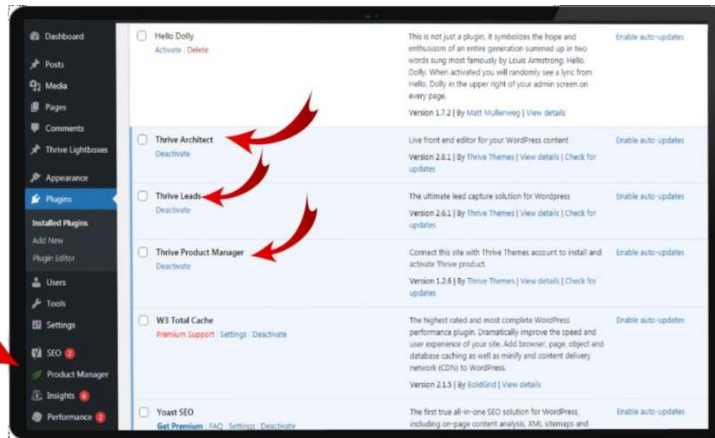 Dashboard
Posts
Media
Pages
Comments
Thrive Lightboxes
Appearance
Plugins
Installed Plugins
Add New
Plugin Editor
Users
Tools
Settings
SEO 2
Product Manager
Insights 6
Performance 2
Hello Dolly
Activate | Delete
This is not just a plugin, it symbolizes the hope and
enthusiasm of an entire generation summed up in two
words sung most famously by Louis Armstrong: Hello,
Dolly. When activated you will randomly see a lyric from
Hello, Dolly in the upper right of your admin screen on
every page.
Version 1.7.2 | By Matt Mullenweg | View details
Enable auto-updates
Thrive Architect
Deactivate
Live front end editor for your WordPress content
Version 2.8.1 | By Thrive Themes | View details | Check for
updates
Enable auto-updates
Thrive Leads
Deactivate
The ultimate lead capture solution for Wordpress
Version 2.6.1 | By Thrive Themes | View details | Check for
updates
Enable auto-updates
Thrive Product Manager
Deactivate
Connect this site with Thrive Themes account to install and
activate Thrive product.
Version 1.2.6 | By Thrive Themes | View details | Check for
updates
Enable auto-updates
W3 Total Cache
Premium Support | Settings | Deactivate
The highest rated and most complete WordPress
performance plugin. Dramatically improve the speed and
user experience of your site. Add browser, page, object and
database caching as well as minify and content delivery
network (CDN) to WordPress.
Version 2.1.5 | By BoldGrid | View details
Enable auto-updates
Yoast SEO
Get Premium | FAQ | Settings | Deactivate
The first true all-in-one SEO solution for WordPress,
including on-page content analysis, XML sitemaps and
Enable auto-updates